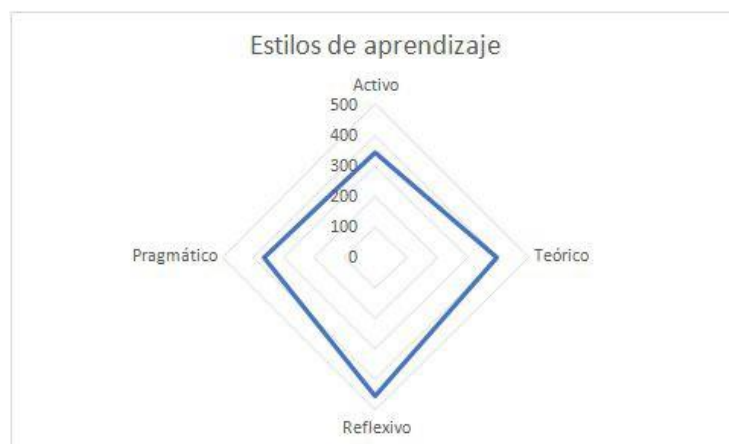 Estilos de aprendizaje
Activo
500
400
300
200
100
0
Pragmático
Teórico
Reflexivo